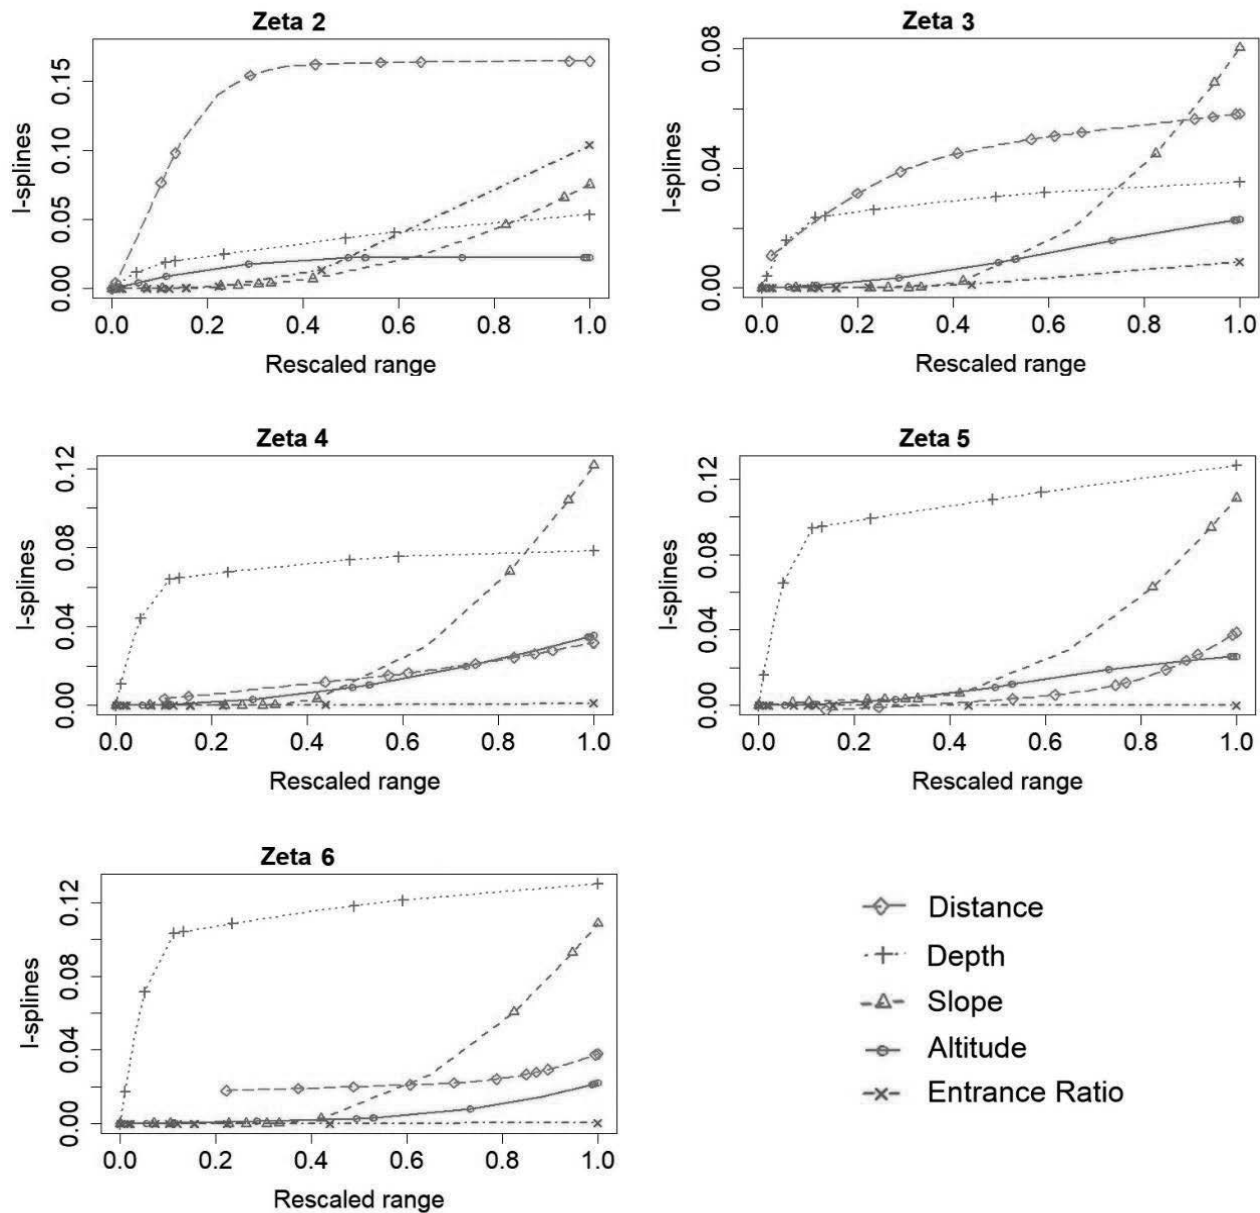 Zeta 2
I-splines
0.00 0.05 0.10 0.15
0.0 0.2 0.4 0.6 0.8 1.0
Rescaled range
Zeta 3
I-splines
0.00 0.04 0.08
0.0 0.2 0.4 0.6 0.8 1.0
Rescaled range
Zeta 4
I-splines
0.00 0.04 0.08 0.12
0.0 0.2 0.4 0.6 0.8 1.0
Rescaled range
Zeta 5
I-splines
0.00 0.04 0.08 0.12
0.0 0.2 0.4 0.6 0.8 1.0
Rescaled range
Zeta 6
I-splines
0.00 0.04 0.08 0.12
0.0 0.2 0.4 0.6 0.8 1.0
Rescaled range
Distance
Depth
Slope
Altitude
Entrance Ratio